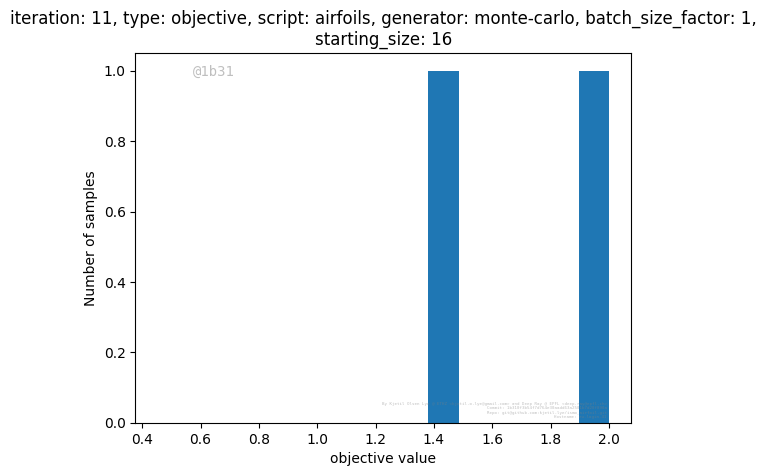 iteration: 11, type: objective, script: airfoils, generator: monte-carlo, batch_size_factor: 1,
starting_size: 16
@1b31
1.0
0.8
0.6
0.4
0.2
0.0
Number of samples
0.4 0.6 0.8 1.0 1.2 1.4 1.6 1.8 2.0
objective value